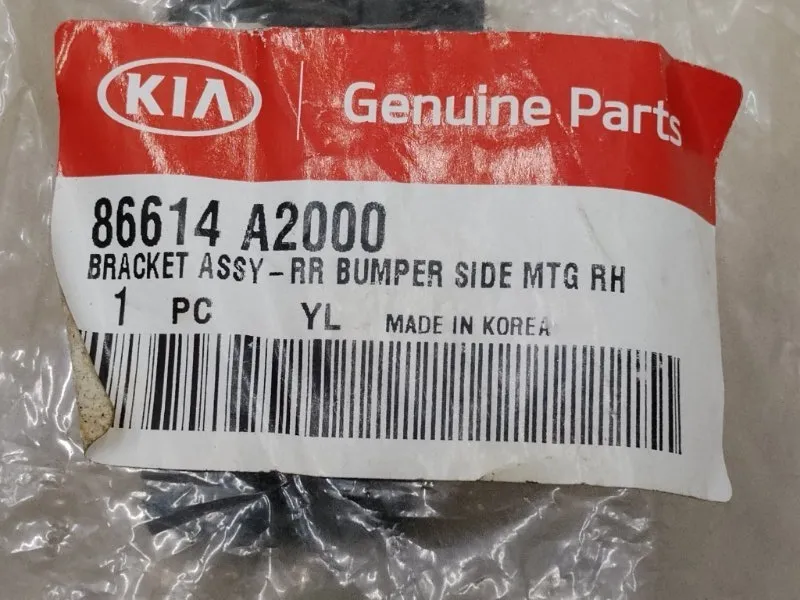 KIA Genuine Parts
86614 A2000
BRACKET ASSY-RR BUMPER SIDE MTG RH
1 PC YL MADE IN KOREA